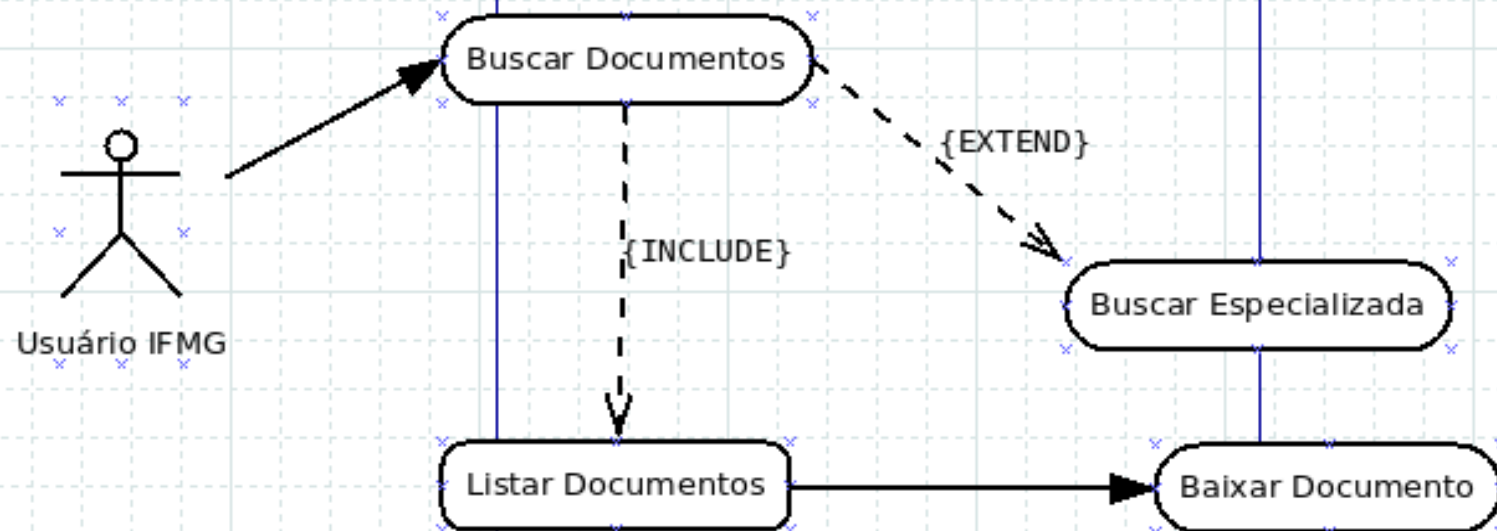 Buscar Documentos
{EXTEND}
{INCLUDE}
Buscar Especializada
Usuário IFMG
Listar Documentos
Baixar Documento